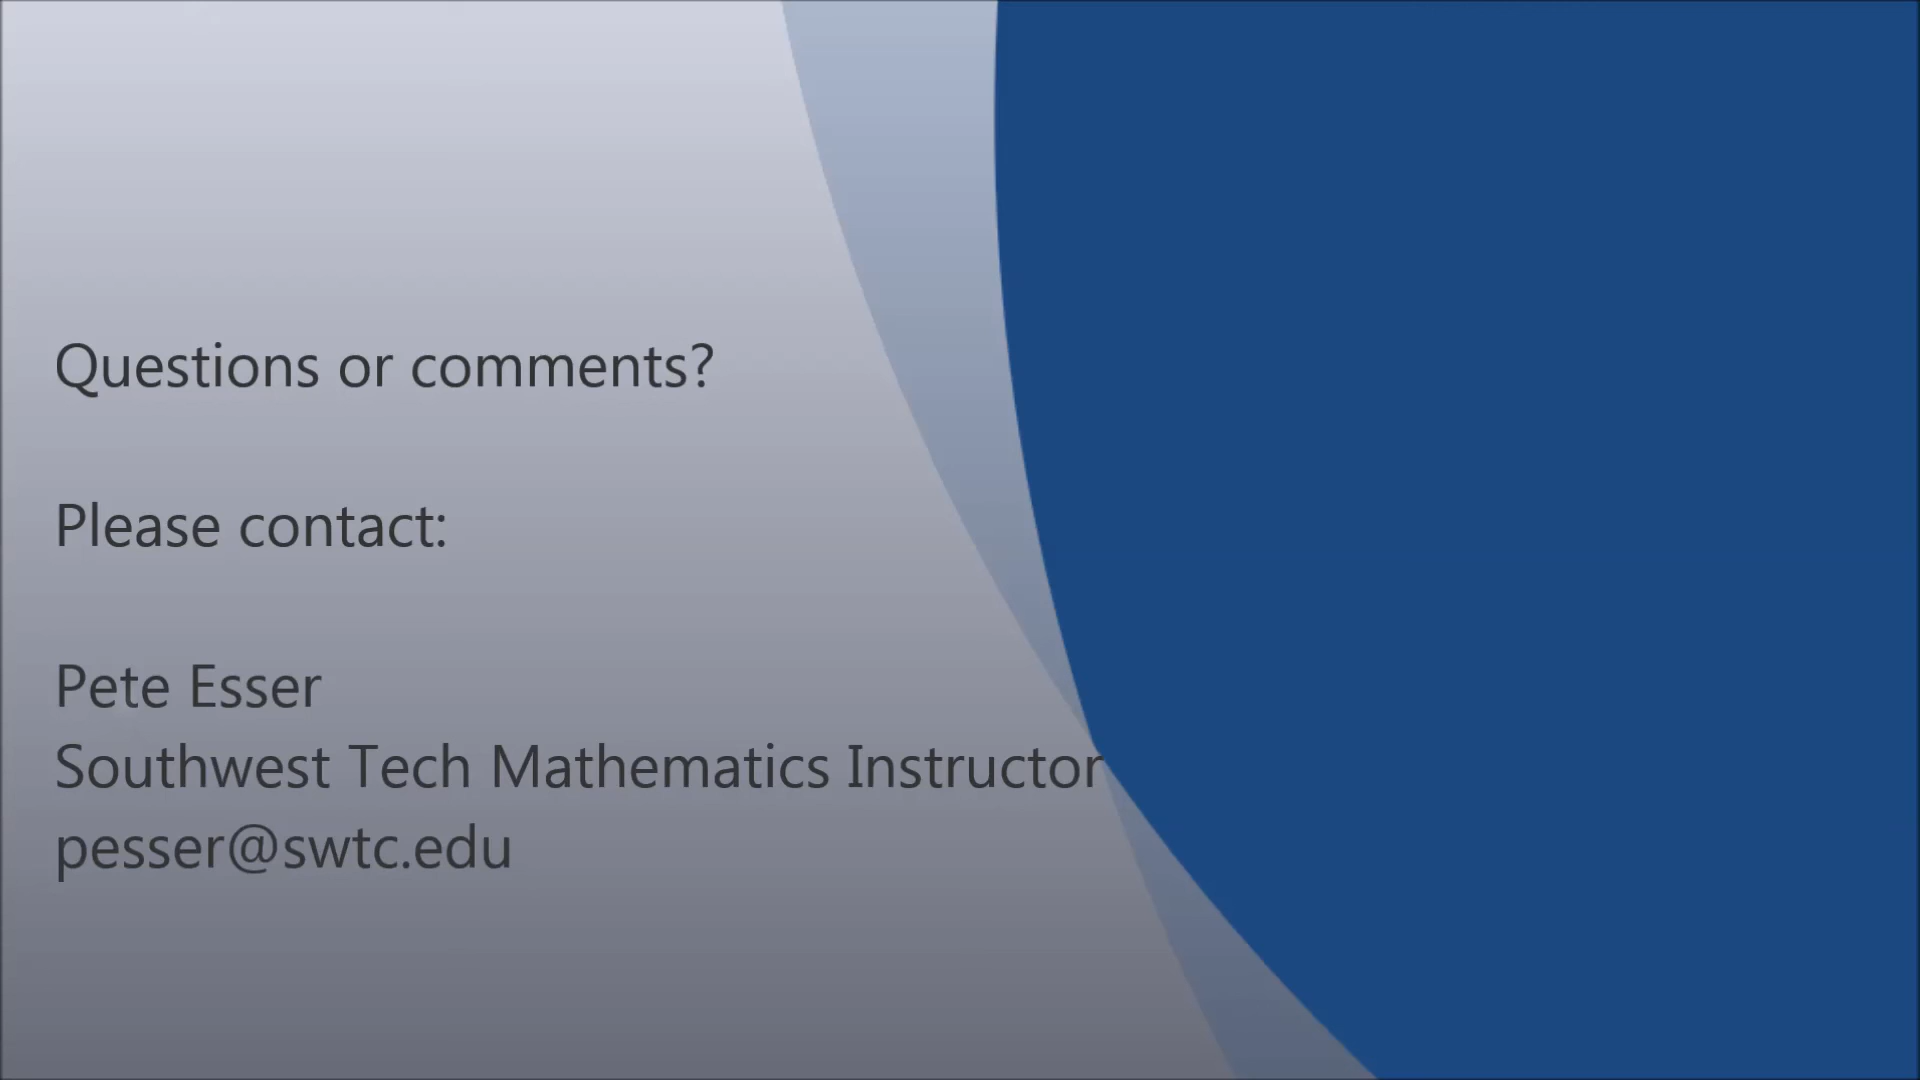 Questions or comments?
Please contact:
Pete Esser
Southwest Tech Mathematics Instructor
pesser@swtc.edu